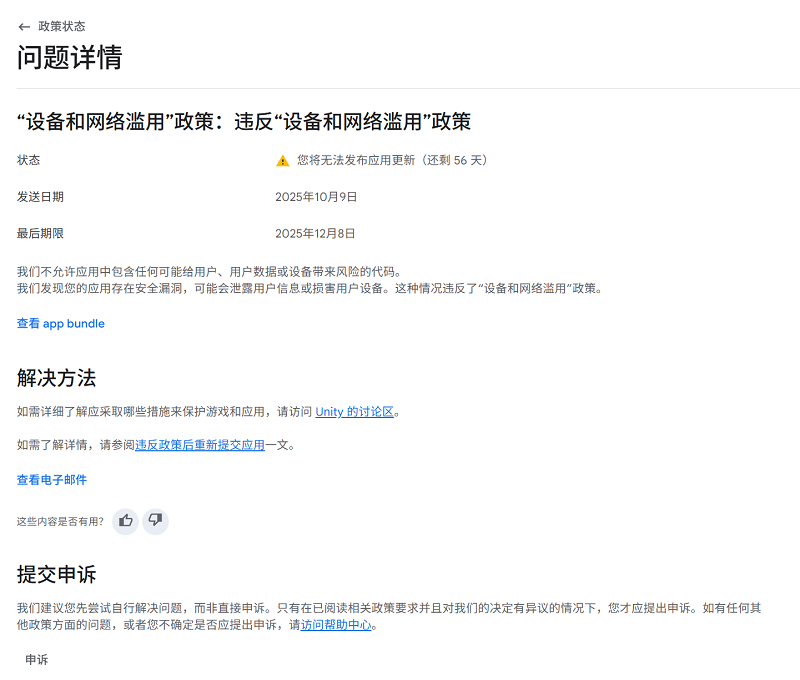 ← 政策状态
问题详情
“设备和网络滥用”政策：违反“设备和网络滥用”政策
状态
您将无法发布应用更新（还剩 56 天）
发送日期
2025年10月9日
最后期限
2025年12月8日
我们不允许应用中包含任何可能给用户、用户数据或设备带来风险的代码。
我们发现您的应用存在安全漏洞，可能会泄露用户信息或损害用户设备。这种情况违反了“设备和网络滥用”政策。
查看 app bundle
解决方法
如需详细了解应采取哪些措施来保护游戏和应用，请访问 Unity 的讨论区。
如需了解详情，请参阅违反政策后重新提交应用一文。
查看电子邮件
这些内容是否有用？
提交申诉
我们建议您先尝试自行解决问题，而非直接申诉。只有在已阅读相关政策要求并且对我们的决定有异议的情况下，您才应提出申诉。如有任何其
他政策方面的问题，或者您不确定是否应提出申诉，请访问帮助中心。
申诉